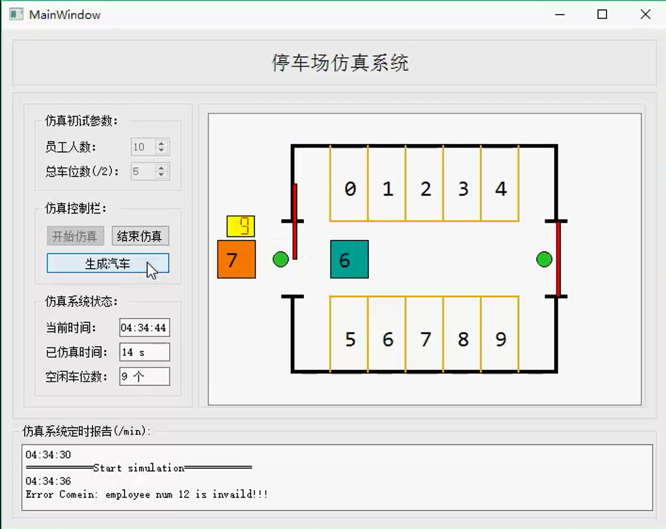 MainWindow
停车场仿真系统
仿真初试参数:
员工人数: 10
总车位数(/2): 5
仿真控制栏:
开始仿真 结束仿真
生成汽车
仿真系统状态:
当前时间: 04:34:44
已仿真时间: 14 s
空闲车位数: 9 个
0 1 2 3 4
9
7 6
5 6 7 8 9
仿真系统定时报告(/min):
04:34:30
══════════Start simulation══════════
04:34:36
Error Comein: employee num 12 is invaild!!!